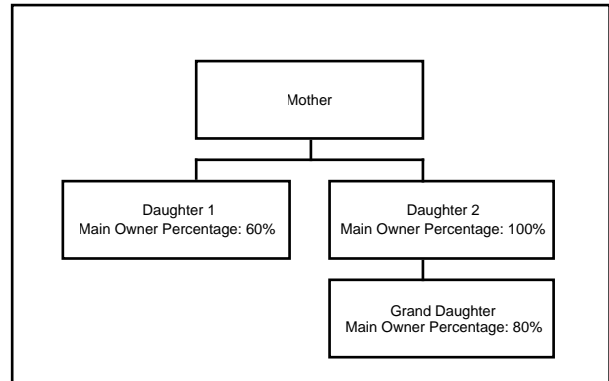 Mother
Daughter 1
Main Owner Percentage: 60%
Daughter 2
Main Owner Percentage: 100%
Grand Daughter
Main Owner Percentage: 80%